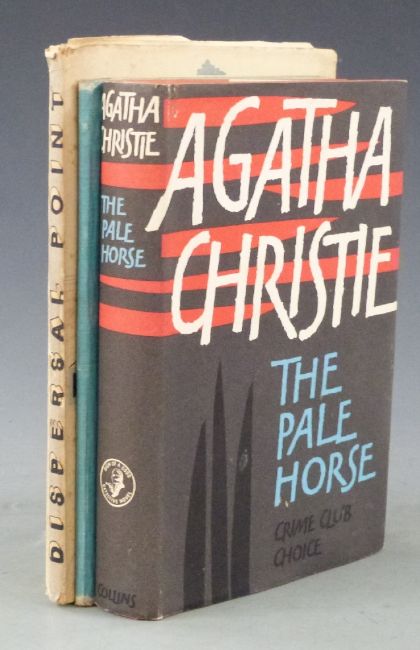 DISPERSAL POINT
AGATHA
CHRISTIE
THE
PALE
HORSE
COLLINS
AGATHA
CHRISTIE
THE
PALE
HORSE
CRIME CLUB
CHOICE